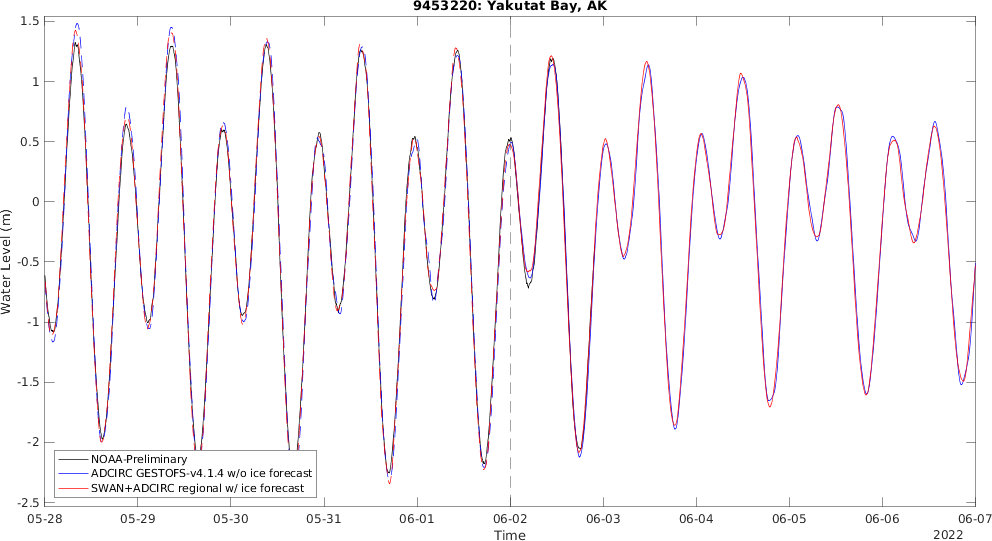 9453220: Yakutat Bay, AK
Water Level (m)
1.5
1
0.5
0
-0.5
-1
-1.5
-2
-2.5
NOAA-Preliminary
ADCIRC GESTOFS-v4.1.4 w/o ice forecast
SWAN+ADCIRC regional w/ ice forecast
05-28 05-29 05-30 05-31 06-01 06-02 06-03 06-04 06-05 06-06 06-07
Time
2022